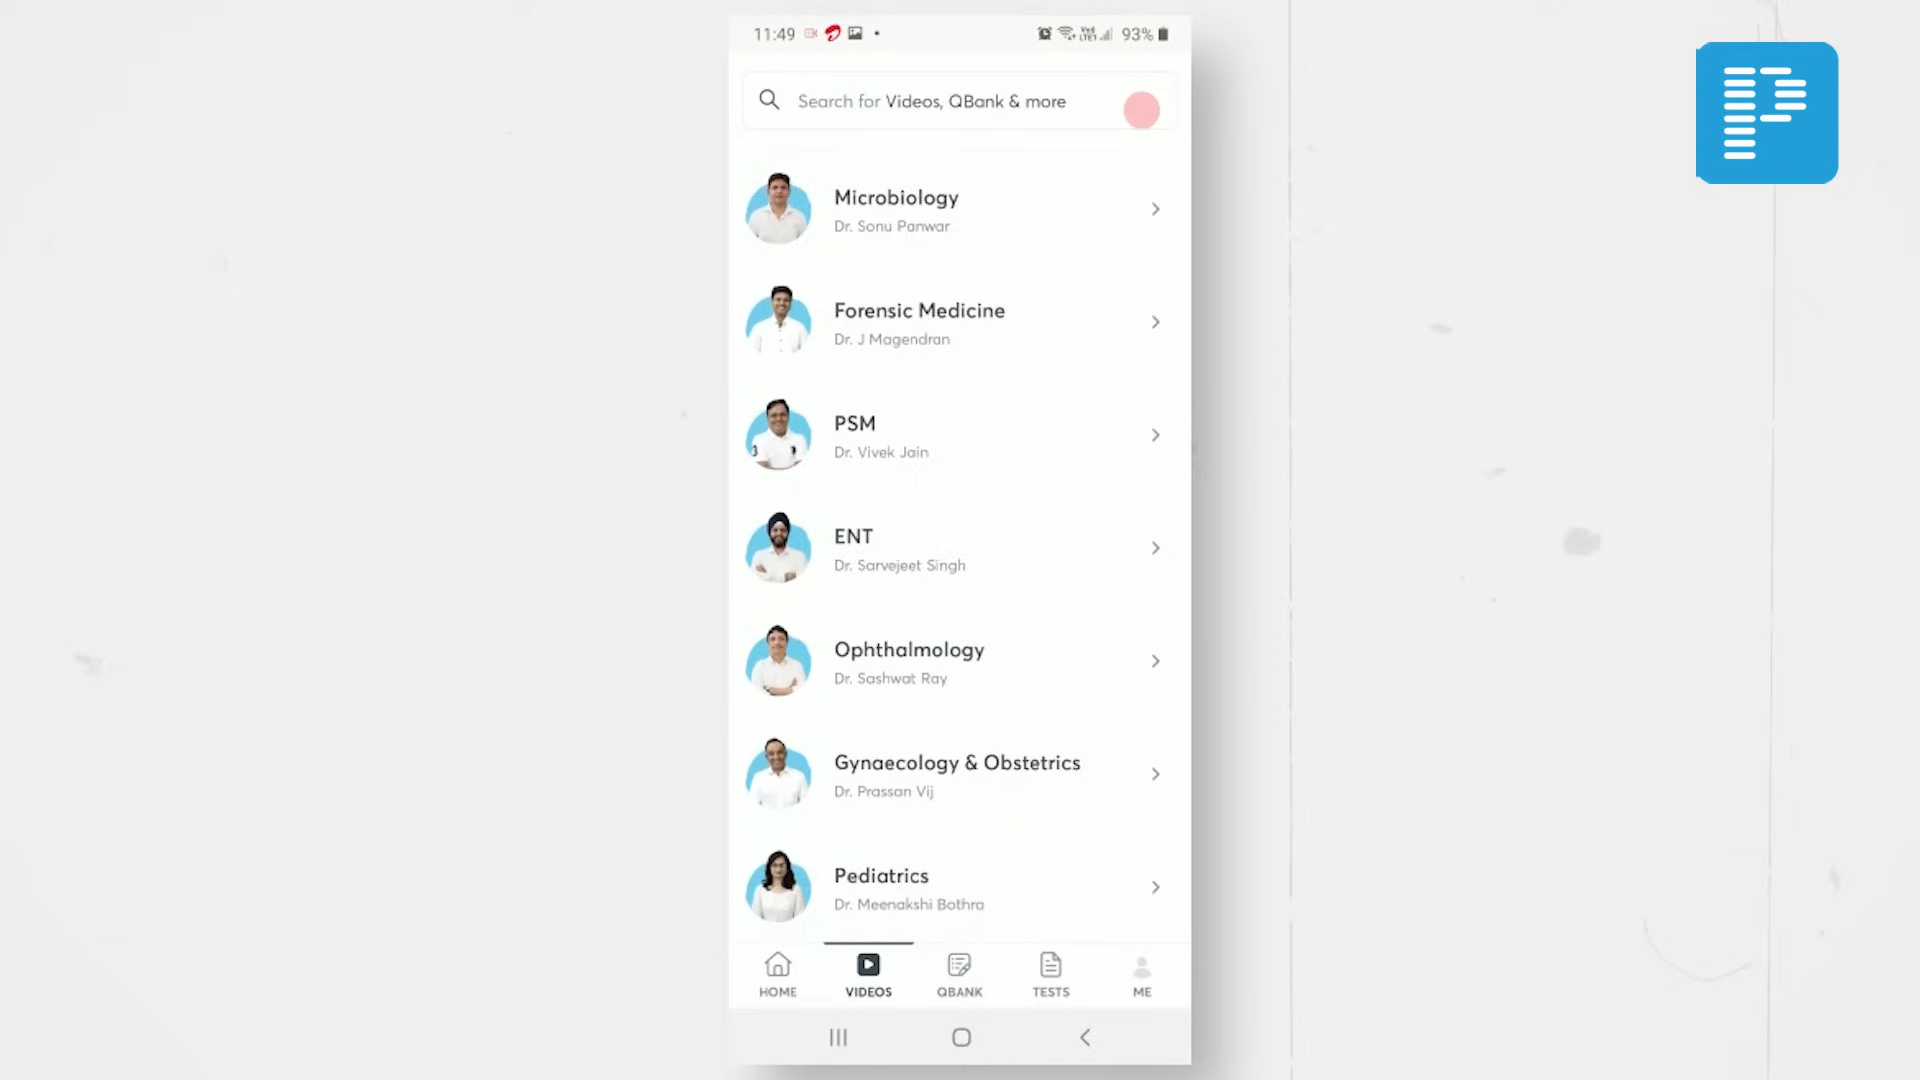 11:49 93%
Search for Videos, QBank & more
Microbiology
Dr. Sonu Panwar
Forensic Medicine
Dr. J Magendran
PSM
Dr. Vivek Jain
ENT
Dr. Sarvejeet Singh
Ophthalmology
Dr. Sashwat Ray
Gynaecology & Obstetrics
Dr. Prassan Vij
Pediatrics
Dr. Meenakshi Bothra
HOME VIDEOS QBANK TESTS ME